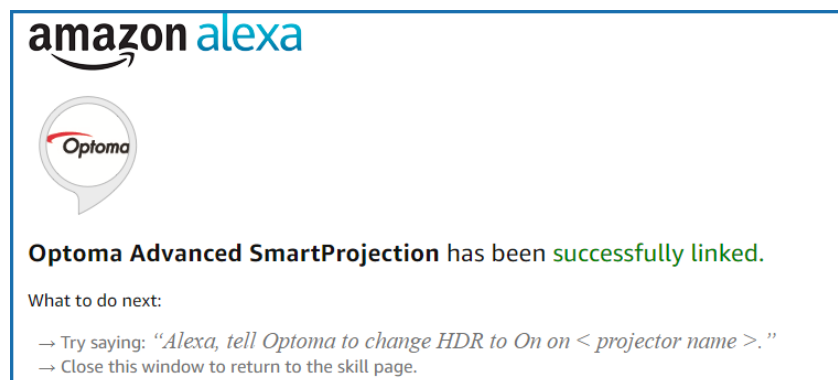 amazon alexa
Optoma
Optoma Advanced SmartProjection has been successfully linked.
What to do next:
→ Try saying: “Alexa, tell Optoma to change HDR to On on < projector name >.”
→ Close this window to return to the skill page.